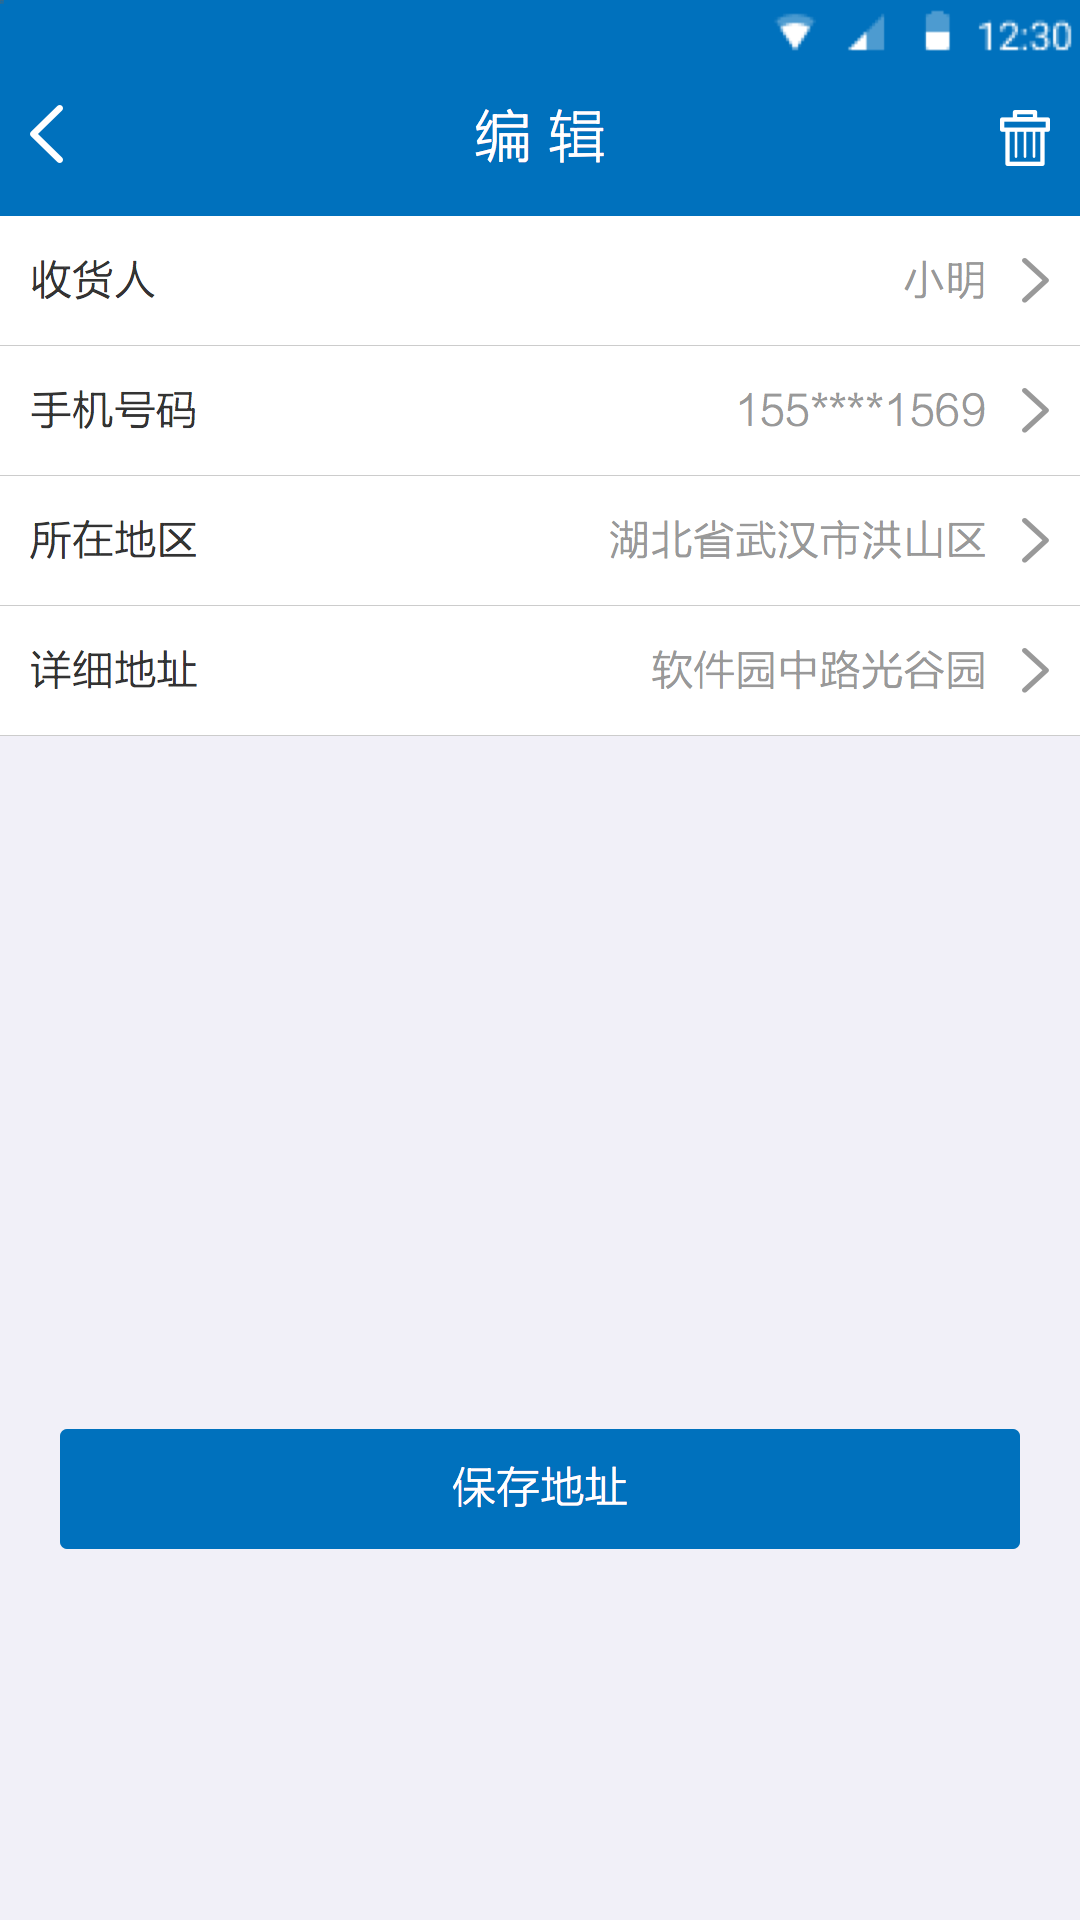 12:30
编 辑
收货人 小明
手机号码 155****1569
所在地区 湖北省武汉市洪山区
详细地址 软件园中路光谷园
保存地址